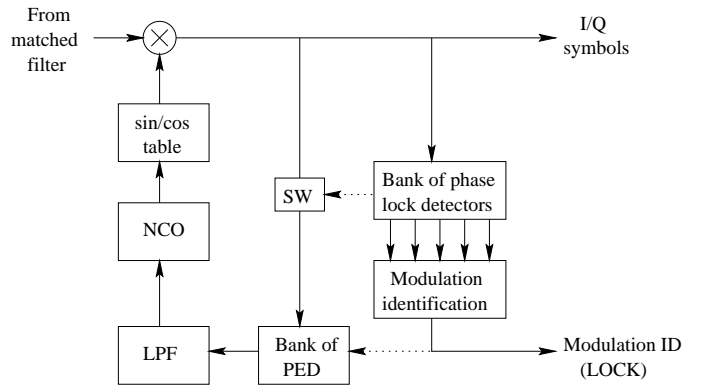 From
matched
filter
I/Q
symbols
sin/cos
table
SW
Bank of phase
lock detectors
NCO
Modulation
identification
LPF
Bank of
PED
Modulation ID
(LOCK)